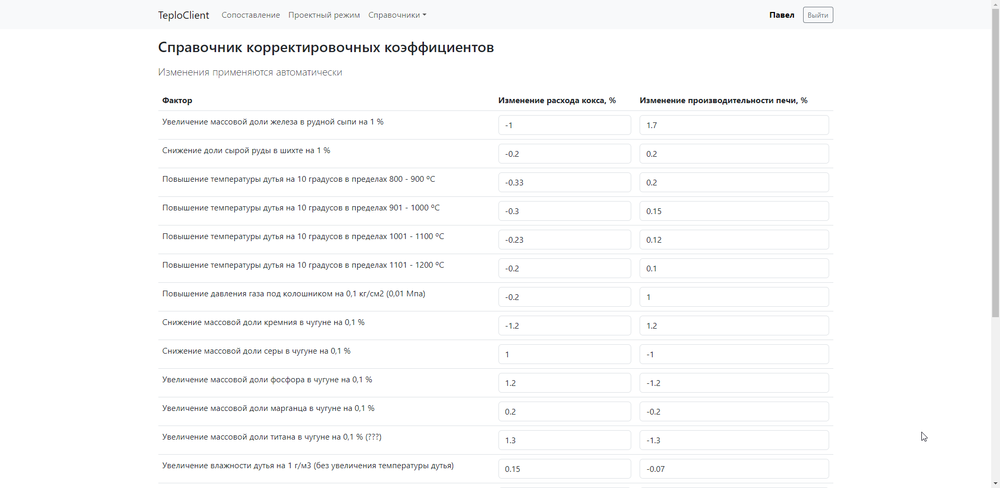 TeploClient Сопоставление Проектный режим Справочники Павел Выйти
Справочник корректировочных коэффициентов
Изменения применяются автоматически
Фактор Изменение расхода кокса, % Изменение производительности печи, %
Увеличение массовой доли железа в рудной сыпи на 1 % -1 1.7
Снижение доли сырой руды в шихте на 1 % -0.2 0.2
Повышение температуры дутья на 10 градусов в пределах 800 - 900 °C -0.33 0.2
Повышение температуры дутья на 10 градусов в пределах 901 - 1000 °C -0.3 0.15
Повышение температуры дутья на 10 градусов в пределах 1001 - 1100 °C -0.23 0.12
Повышение температуры дутья на 10 градусов в пределах 1101 - 1200 °C -0.2 0.1
Повышение давления газа под колошником на 0,1 кг/см2 (0,01 Мпа) -0.2 1
Снижение массовой доли кремния в чугуне на 0,1 % -1.2 1.2
Снижение массовой доли серы в чугуне на 0,1 % 1 -1
Увеличение массовой доли фосфора в чугуне на 0,1 % 1.2 -1.2
Увеличение массовой доли марганца в чугуне на 0,1 % 0.2 -0.2
Увеличение массовой доли титана в чугуне на 0,1 % (???) 1.3 -1.3
Увеличение влажности дутья на 1 г/м3 (без увеличения температуры дутья) 0.15 -0.07